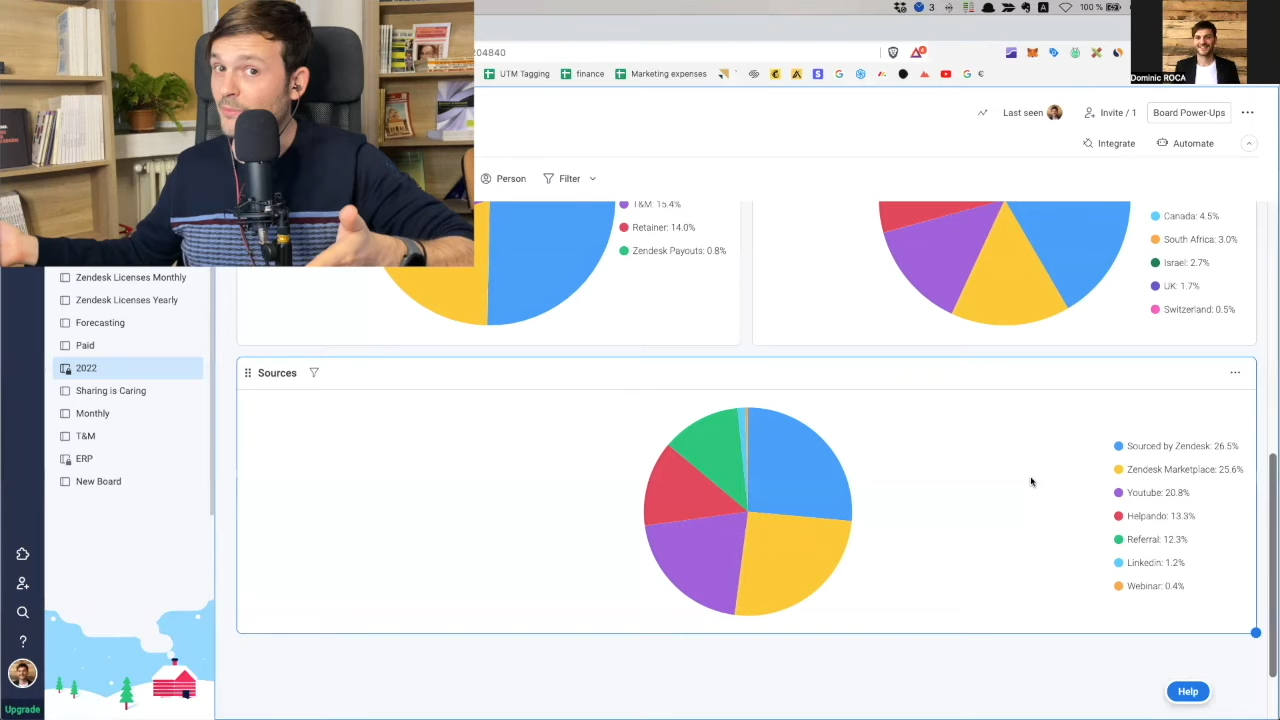 204840
3
A
100 %
Dominic ROCA
UTM Tagging
finance
Marketing expenses
Last seen
Invite / 1
Board Power-Ups
Integrate
Automate
Person
Filter
T&M: 15.4%
Retainer: 14.0%
Zendesk Payouts: 0.8%
Canada: 4.5%
South Africa: 3.0%
Israel: 2.7%
UK: 1.7%
Switzerland: 0.5%
Zendesk Licenses Monthly
Zendesk Licenses Yearly
Forecasting
Paid
2022
Sharing is Caring
Monthly
T&M
ERP
New Board
Upgrade
Sources
Sourced by Zendesk: 26.5%
Zendesk Marketplace: 25.6%
Youtube: 20.8%
Helpando: 13.3%
Referral: 12.3%
Linkedin: 1.2%
Webinar: 0.4%
Help